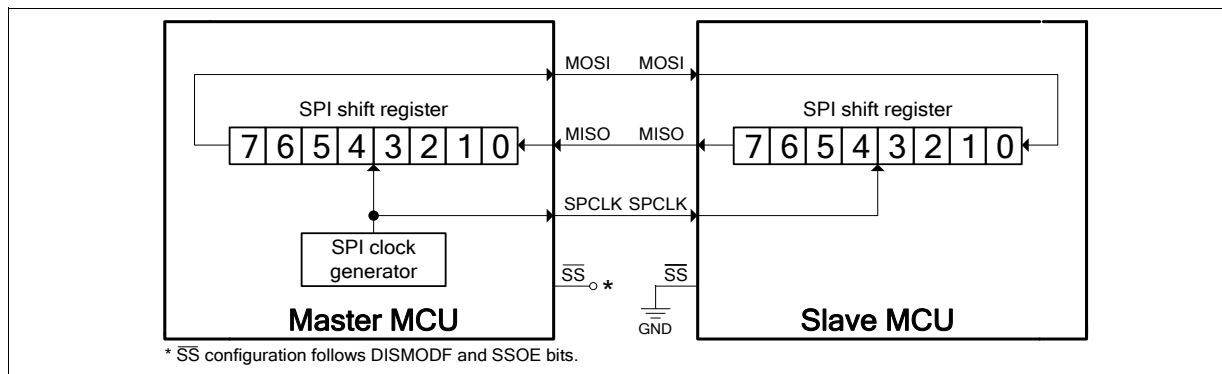 MOSI MOSI
SPI shift register SPI shift register
7 6 5 4 3 2 1 0 MISO MISO 7 6 5 4 3 2 1 0
SPCLK SPCLK
SPI clock
generator
SS * SS
GND
Master MCU Slave MCU
* SS configuration follows DISMODF and SSOE bits.